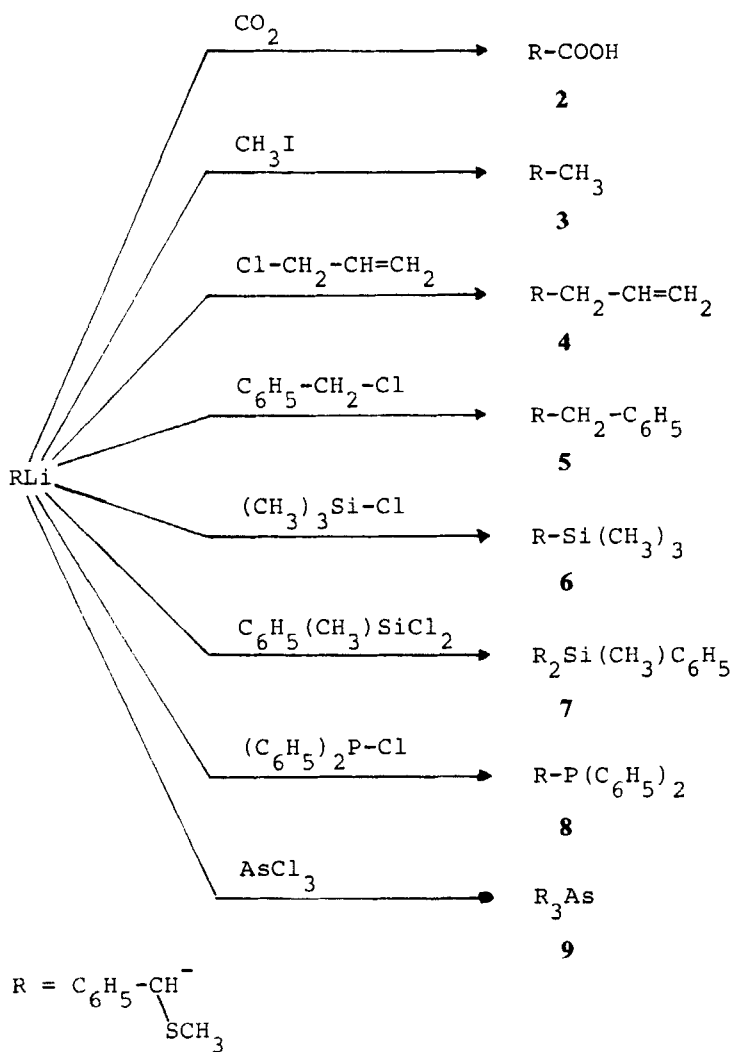 CO₂
R-COOH
2
CH₃I
R-CH₃
3
Cl-CH₂-CH=CH₂
R-CH₂-CH=CH₂
4
C₆H₅-CH₂-Cl
R-CH₂-C₆H₅
5
RLi
(CH₃)₃Si-Cl
R-Si(CH₃)₃
6
C₆H₅(CH₃)SiCl₂
R₂Si(CH₃)C₆H₅
7
(C₆H₅)₂P-Cl
R-P(C₆H₅)₂
8
AsCl₃
R₃As
9
R = C₆H₅-CH⁻
SCH₃